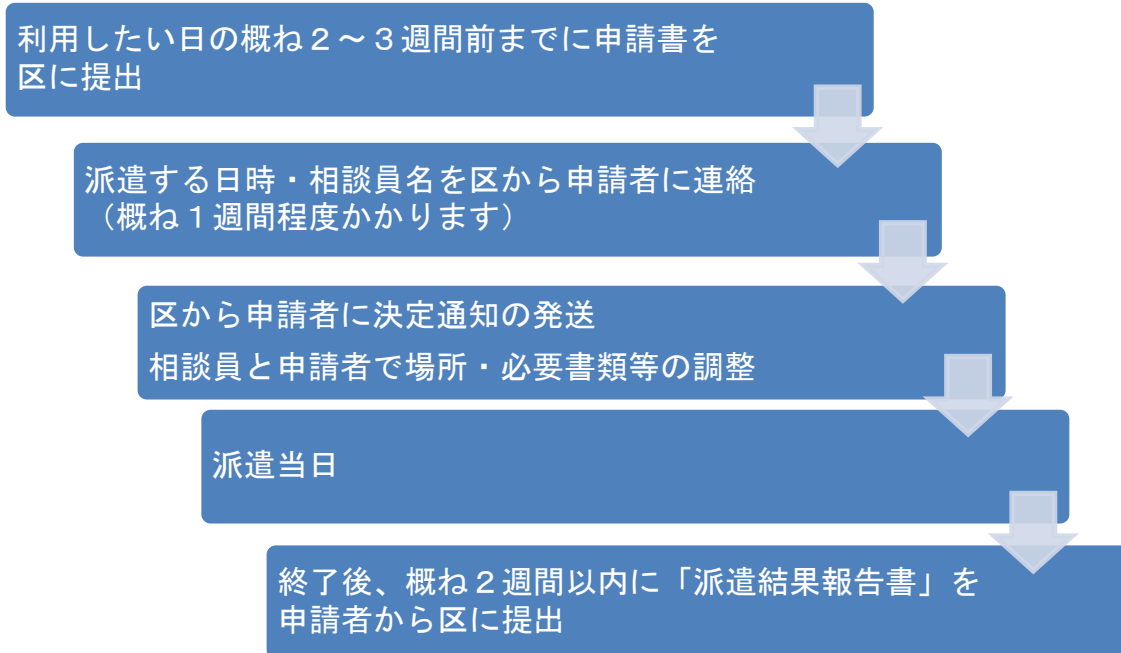 利用したい日の概ね２～３週間前までに申請書を
区に提出
派遣する日時・相談員名を区から申請者に連絡
（概ね１週間程度かかります）
区から申請者に決定通知の発送
相談員と申請者で場所・必要書類等の調整
派遣当日
終了後、概ね２週間以内に「派遣結果報告書」を
申請者から区に提出